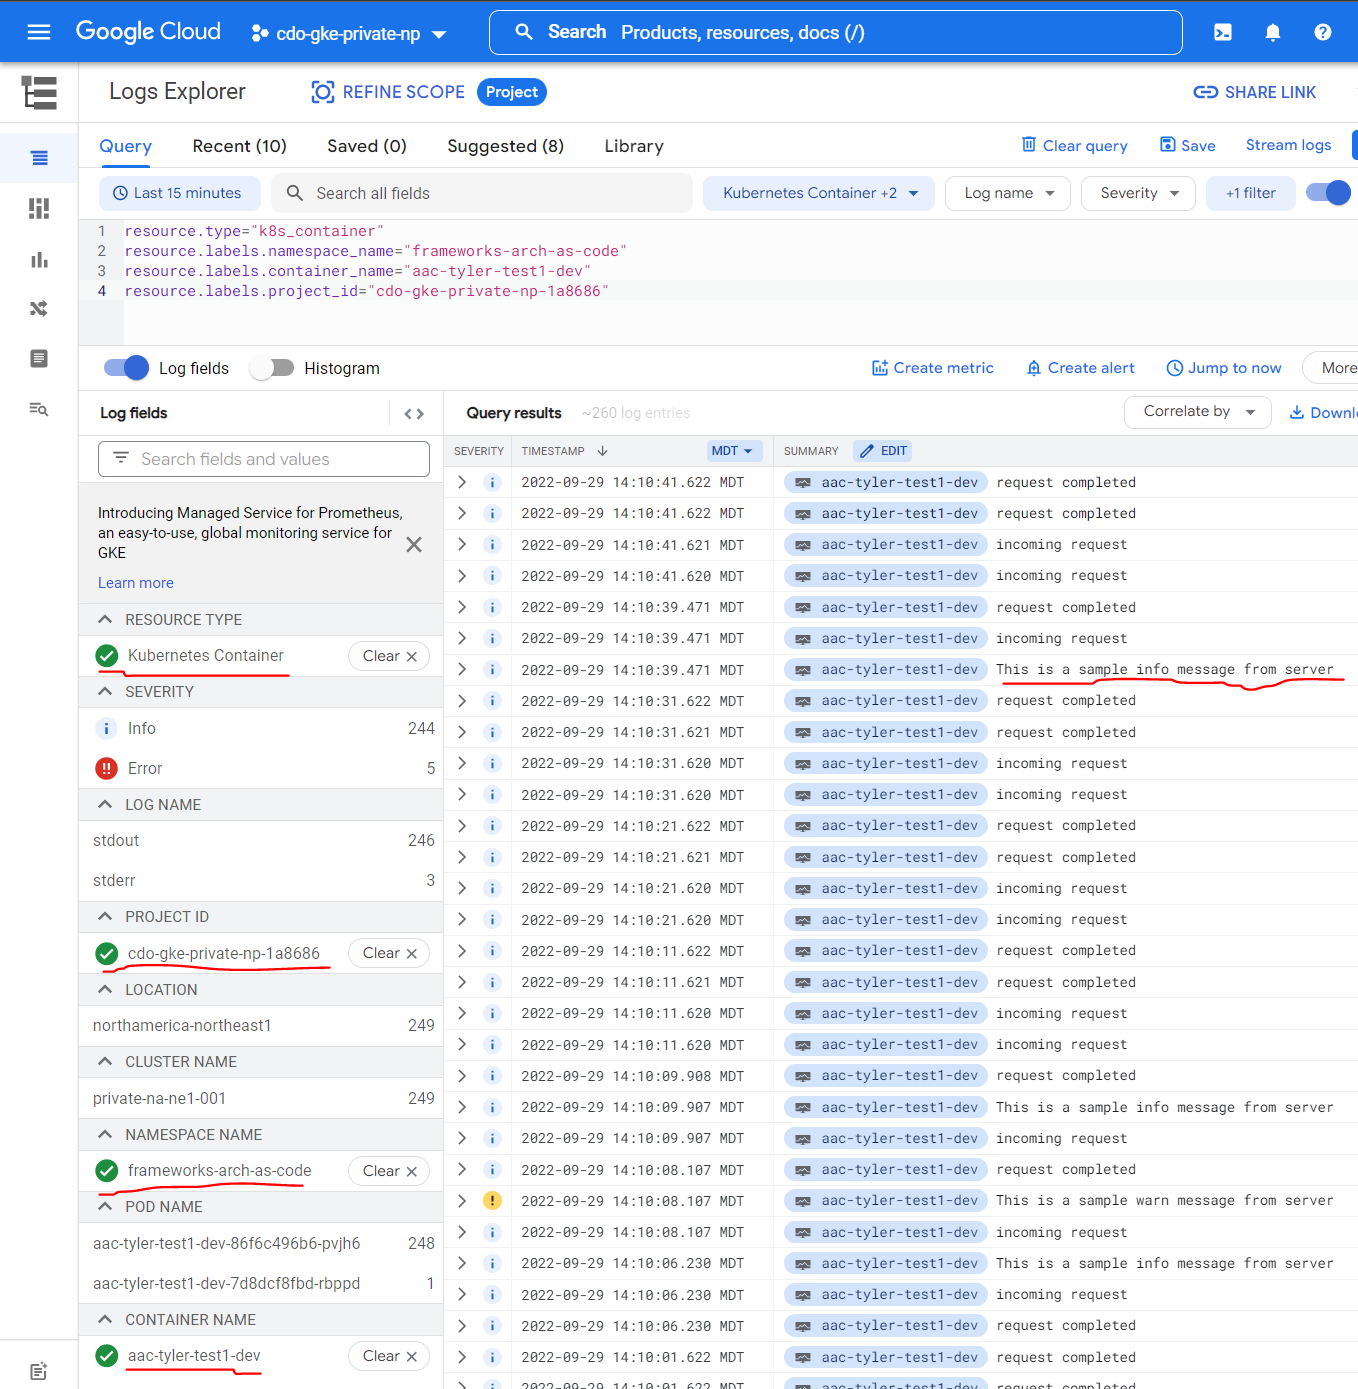 Google Cloud
cdo-gke-private-np
Search Products, resources, docs (/)
Logs Explorer
REFINE SCOPE
Project
SHARE LINK
Query
Recent (10)
Saved (0)
Suggested (8)
Library
Clear query
Save
Stream logs
Last 15 minutes
Search all fields
Kubernetes Container +2
Log name
Severity
+1 filter
1 resource.type="k8s_container"
2 resource.labels.namespace_name="frameworks-arch-as-code"
3 resource.labels.container_name="aac-tyler-test1-dev"
4 resource.labels.project_id="cdo-gke-private-np-1a8686"
Log fields
Histogram
Create metric
Create alert
Jump to now
More
Log fields
Search fields and values
Introducing Managed Service for Prometheus,
an easy-to-use, global monitoring service for
GKE
Learn more
RESOURCE TYPE
Kubernetes Container Clear
SEVERITY
Info 244
Error 5
LOG NAME
stdout 246
stderr 3
PROJECT ID
cdo-gke-private-np-1a8686 Clear
LOCATION
northamerica-northeast1 249
CLUSTER NAME
private-na-ne1-001 249
NAMESPACE NAME
frameworks-arch-as-code Clear
POD NAME
aac-tyler-test1-dev-86f6c496b6-pvjh6 248
aac-tyler-test1-dev-7d8dcf8fbd-rbppd 1
CONTAINER NAME
aac-tyler-test1-dev Clear
Query results ~260 log entries
Correlate by
Downl
SEVERITY TIMESTAMP MDT SUMMARY EDIT
2022-09-29 14:10:41.622 MDT aac-tyler-test1-dev request completed
2022-09-29 14:10:41.622 MDT aac-tyler-test1-dev request completed
2022-09-29 14:10:41.621 MDT aac-tyler-test1-dev incoming request
2022-09-29 14:10:41.620 MDT aac-tyler-test1-dev incoming request
2022-09-29 14:10:39.471 MDT aac-tyler-test1-dev request completed
2022-09-29 14:10:39.471 MDT aac-tyler-test1-dev incoming request
2022-09-29 14:10:39.471 MDT aac-tyler-test1-dev This is a sample info message from server
2022-09-29 14:10:31.622 MDT aac-tyler-test1-dev request completed
2022-09-29 14:10:31.621 MDT aac-tyler-test1-dev request completed
2022-09-29 14:10:31.620 MDT aac-tyler-test1-dev incoming request
2022-09-29 14:10:31.620 MDT aac-tyler-test1-dev incoming request
2022-09-29 14:10:21.622 MDT aac-tyler-test1-dev request completed
2022-09-29 14:10:21.621 MDT aac-tyler-test1-dev request completed
2022-09-29 14:10:21.620 MDT aac-tyler-test1-dev incoming request
2022-09-29 14:10:21.620 MDT aac-tyler-test1-dev incoming request
2022-09-29 14:10:11.622 MDT aac-tyler-test1-dev request completed
2022-09-29 14:10:11.621 MDT aac-tyler-test1-dev request completed
2022-09-29 14:10:11.620 MDT aac-tyler-test1-dev incoming request
2022-09-29 14:10:11.620 MDT aac-tyler-test1-dev incoming request
2022-09-29 14:10:09.908 MDT aac-tyler-test1-dev request completed
2022-09-29 14:10:09.907 MDT aac-tyler-test1-dev This is a sample info message from server
2022-09-29 14:10:09.907 MDT aac-tyler-test1-dev incoming request
2022-09-29 14:10:08.107 MDT aac-tyler-test1-dev request completed
2022-09-29 14:10:08.107 MDT aac-tyler-test1-dev This is a sample warn message from server
2022-09-29 14:10:08.107 MDT aac-tyler-test1-dev incoming request
2022-09-29 14:10:06.230 MDT aac-tyler-test1-dev This is a sample info message from server
2022-09-29 14:10:06.230 MDT aac-tyler-test1-dev incoming request
2022-09-29 14:10:06.230 MDT aac-tyler-test1-dev request completed
2022-09-29 14:10:01.622 MDT aac-tyler-test1-dev request completed
2022-09-29 14:10:01.622 MDT aac-tyler-test1-dev request completed